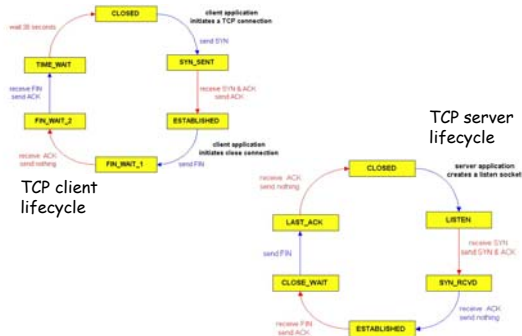 CLOSED
client application
initiates a TCP connection
wait 30 seconds
send SYN
TIME_WAIT
SYN_SENT
receive FIN
send ACK
receive SYN & ACK
send ACK
FIN_WAIT_2
ESTABLISHED
client application
initiates close connection
receive ACK
send nothing
send FIN
FIN_WAIT_1
TCP client
lifecycle
TCP server
lifecycle
CLOSED
server application
creates a listen socket
receive ACK
send nothing
LAST_ACK
LISTEN
send FIN
receive SYN
send SYN & ACK
CLOSE_WAIT
SYN_RCVD
receive FIN
send ACK
receive ACK
send nothing
ESTABLISHED